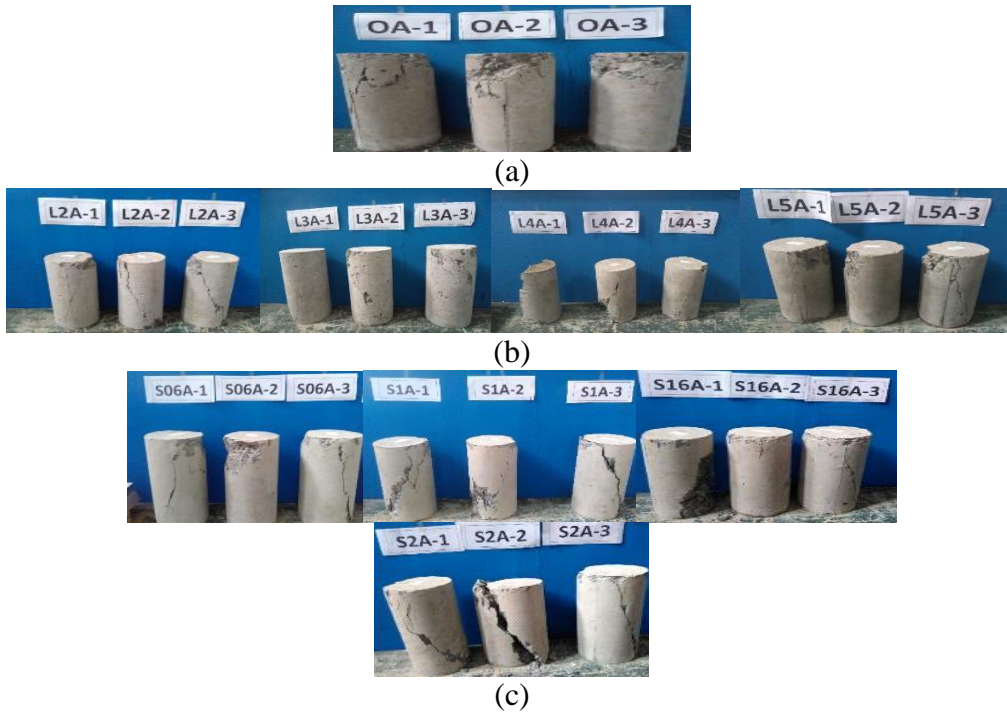 OA-1 OA-2 OA-3
(a)
L2A-1 L2A-2 L2A-3 L3A-1 L3A-2 L3A-3 L4A-1 L4A-2 L4A-3 L5A-1 L5A-2 L5A-3
(b)
S06A-1 S06A-2 S06A-3 S1A-1 S1A-2 S1A-3 S16A-1 S16A-2 S16A-3
S2A-1 S2A-2 S2A-3
(c)